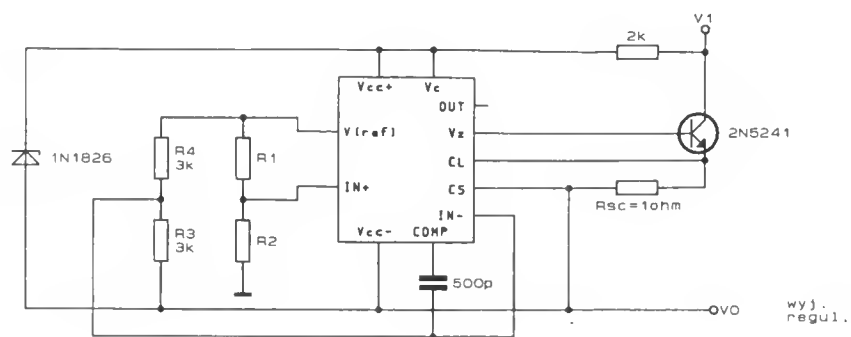 V1
2k
Vcc+ Vc
OUT
V(ref)
Vz
2N5241
1N1826
R4
3k
R1
CL
IN+
CS
Rsc=1ohm
IN-
R3
3k
R2
Vcc- COMP
500p
VO
wyj.
regul.